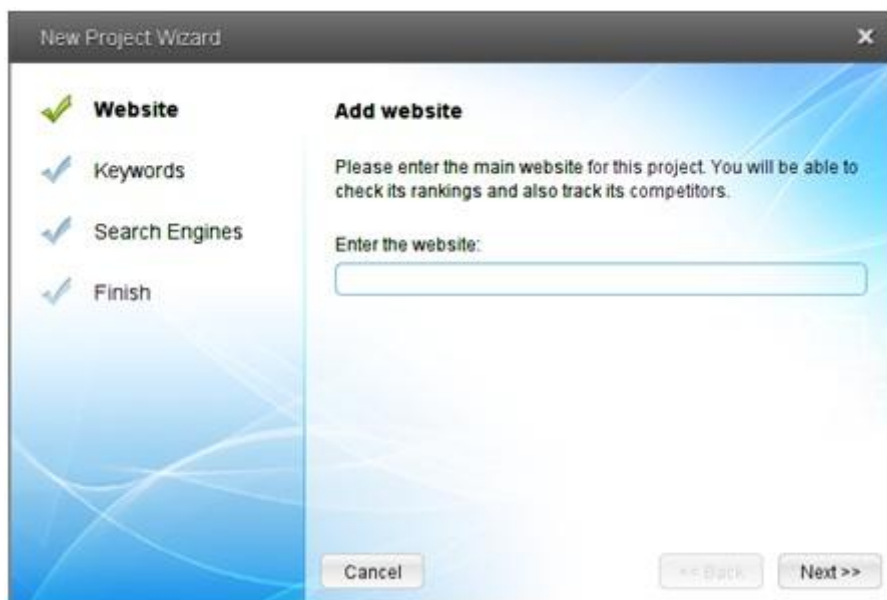 New Project Wizard
Website
Keywords
Search Engines
Finish
Add website
Please enter the main website for this project. You will be able to
check its rankings and also track its competitors.
Enter the website:
Cancel
<< Back
Next >>